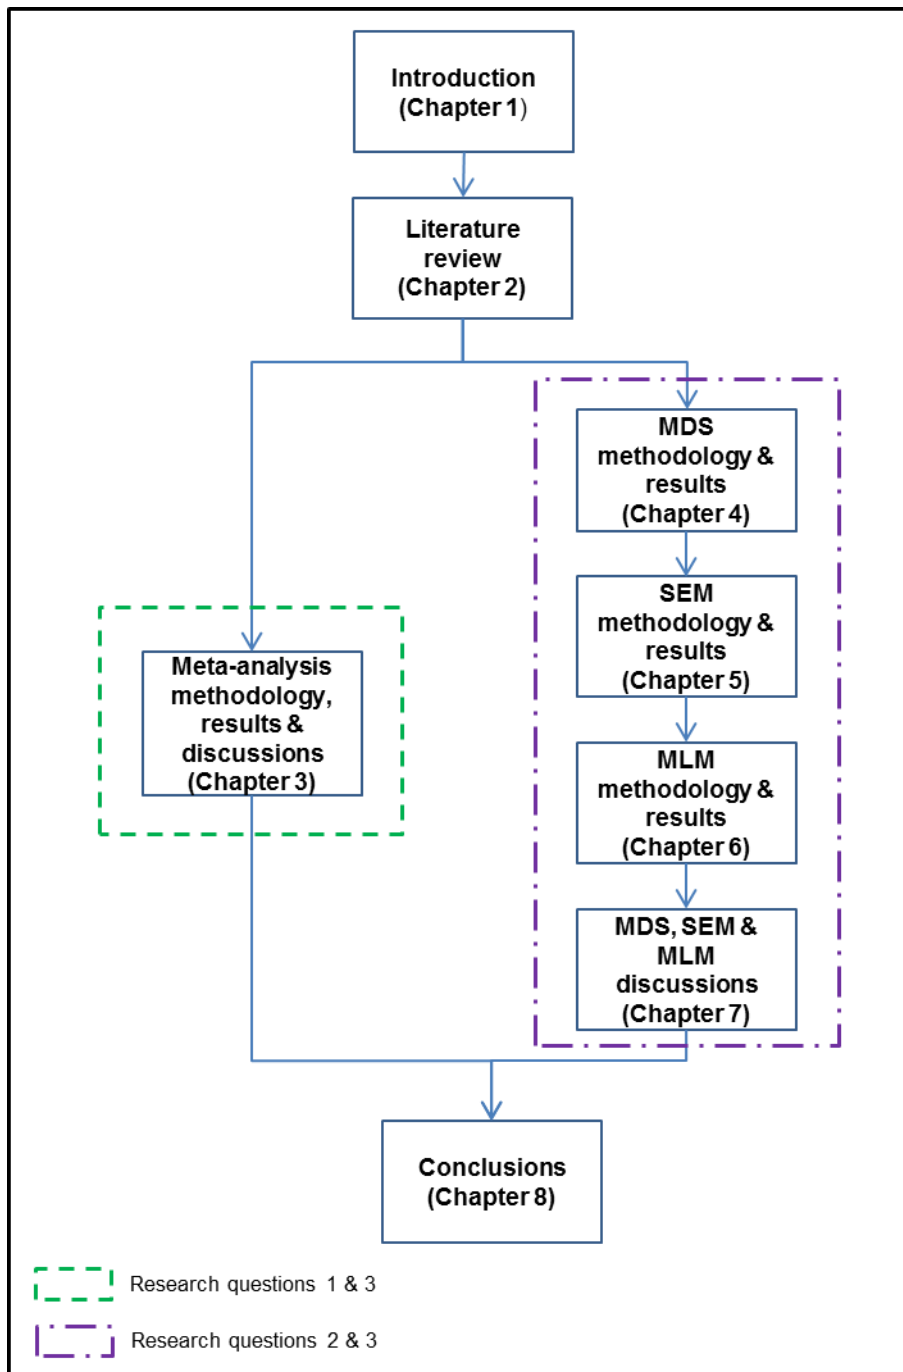 Introduction
(Chapter 1)
Literature
review
(Chapter 2)
MDS
methodology &
results
(Chapter 4)
SEM
methodology &
results
(Chapter 5)
Meta-analysis
methodology,
results &
discussions
(Chapter 3)
MLM
methodology &
results
(Chapter 6)
MDS, SEM &
MLM
discussions
(Chapter 7)
Conclusions
(Chapter 8)
Research questions 1 & 3
Research questions 2 & 3